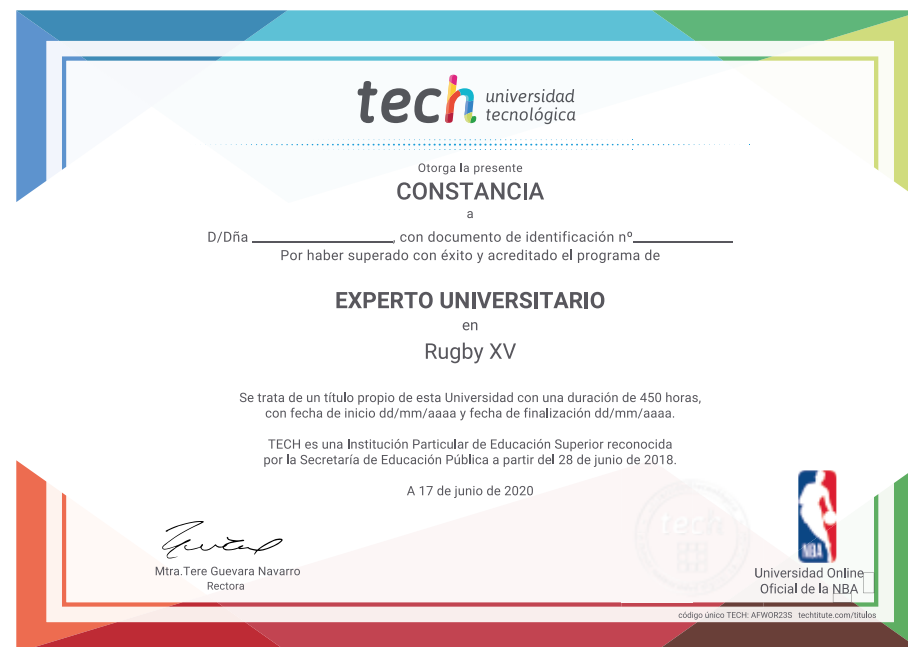 tech universidad
tecnológica
Otorga la presente
CONSTANCIA
a
D/Dña ____________________, con documento de identificación nº______________
Por haber superado con éxito y acreditado el programa de
EXPERTO UNIVERSITARIO
en
Rugby XV
Se trata de un título propio de esta Universidad con una duración de 450 horas,
con fecha de inicio dd/mm/aaaa y fecha de finalización dd/mm/aaaa.
TECH es una Institución Particular de Educación Superior reconocida
por la Secretaría de Educación Pública a partir del 28 de junio de 2018.
A 17 de junio de 2020
tech
Mtra.Tere Guevara Navarro
Rectora
NBA
Universidad Online
Oficial de la NBA
código único TECH: AFWOR23S techtitute.com/titulos